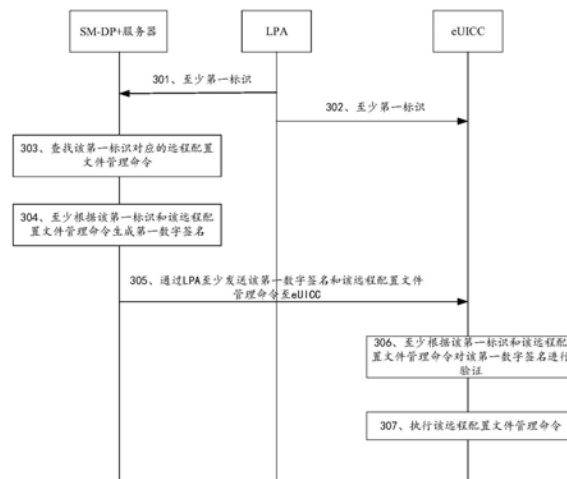 SM-DP+服务器
LPA
eUICC
301、至少第一标识
302、至少第一标识
303、查找该第一标识对应的远程配置
文件管理命令
304、至少根据该第一标识和该远程配
置文件管理命令生成第一数字签名
305、通过LPA至少发送该第一数字签名和该远程配置文件
管理命令至eUICC
306、至少根据该第一标识和该远程配
置文件管理命令对该第一数字签名进行
验证
307、执行该远程配置文件管理命令